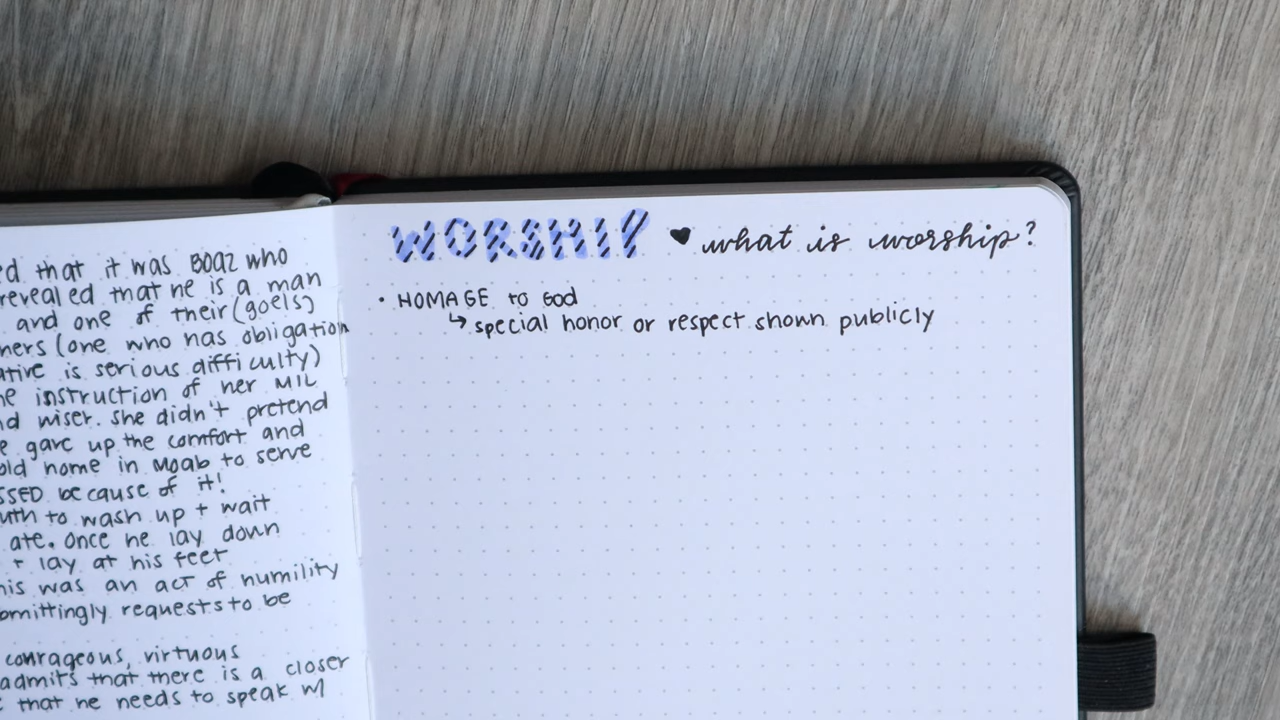 ed that it was BOAZ who
revealed that he is a man
and one of their (goels)
ners (one who has obligation
ative is serious difficulty)
he instruction of her MIL
nd wiser. She didn't pretend
e gave up the comfort and
old home in Moab to serve
SSED because of it!
uth to wash up + wait
ate. Once he lay down
+ lay at his feet
his was an act of humility
omittingly requests to be
courageous, virtuous
admits that there is a closer
that he needs to speak w/
WORSHIP ♥ what is worship?
• HOMAGE to God
↳ special honor or respect shown publicly